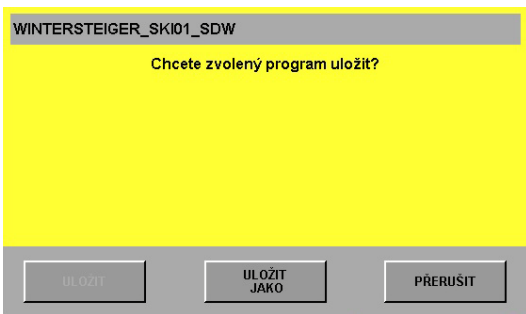 WINTERSTEIGER_SKI01_SDW
Chcete zvolený program uložit?
ULOŽIT
ULOŽIT
JAKO
PŘERUŠIT